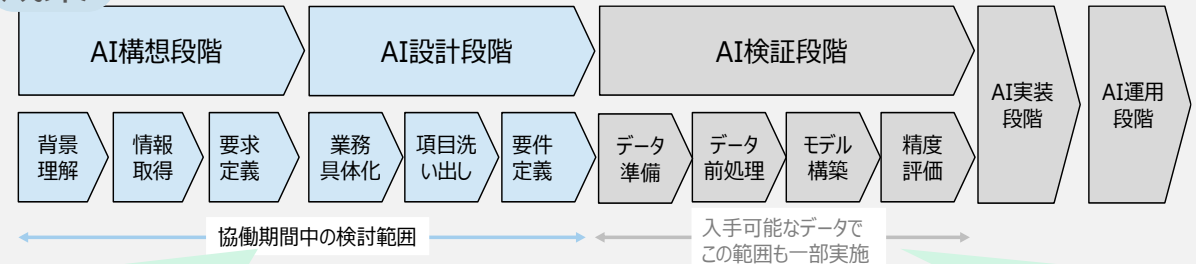 AI構想段階
AI設計段階
AI検証段階
AI実装
段階
AI運用
段階
背景
理解
情報
取得
要求
定義
業務
具体化
項目洗
い出し
要件
定義
データ
準備
データ
前処理
モデル
構築
精度
評価
協働期間中の検討範囲
入手可能なデータで
この範囲も一部実施